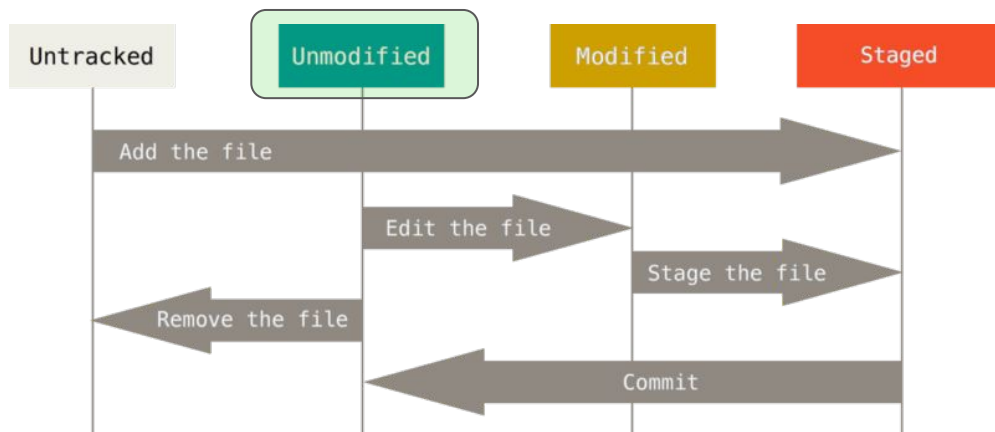 Untracked
Unmodified
Modified
Staged
Add the file
Edit the file
Stage the file
Remove the file
Commit